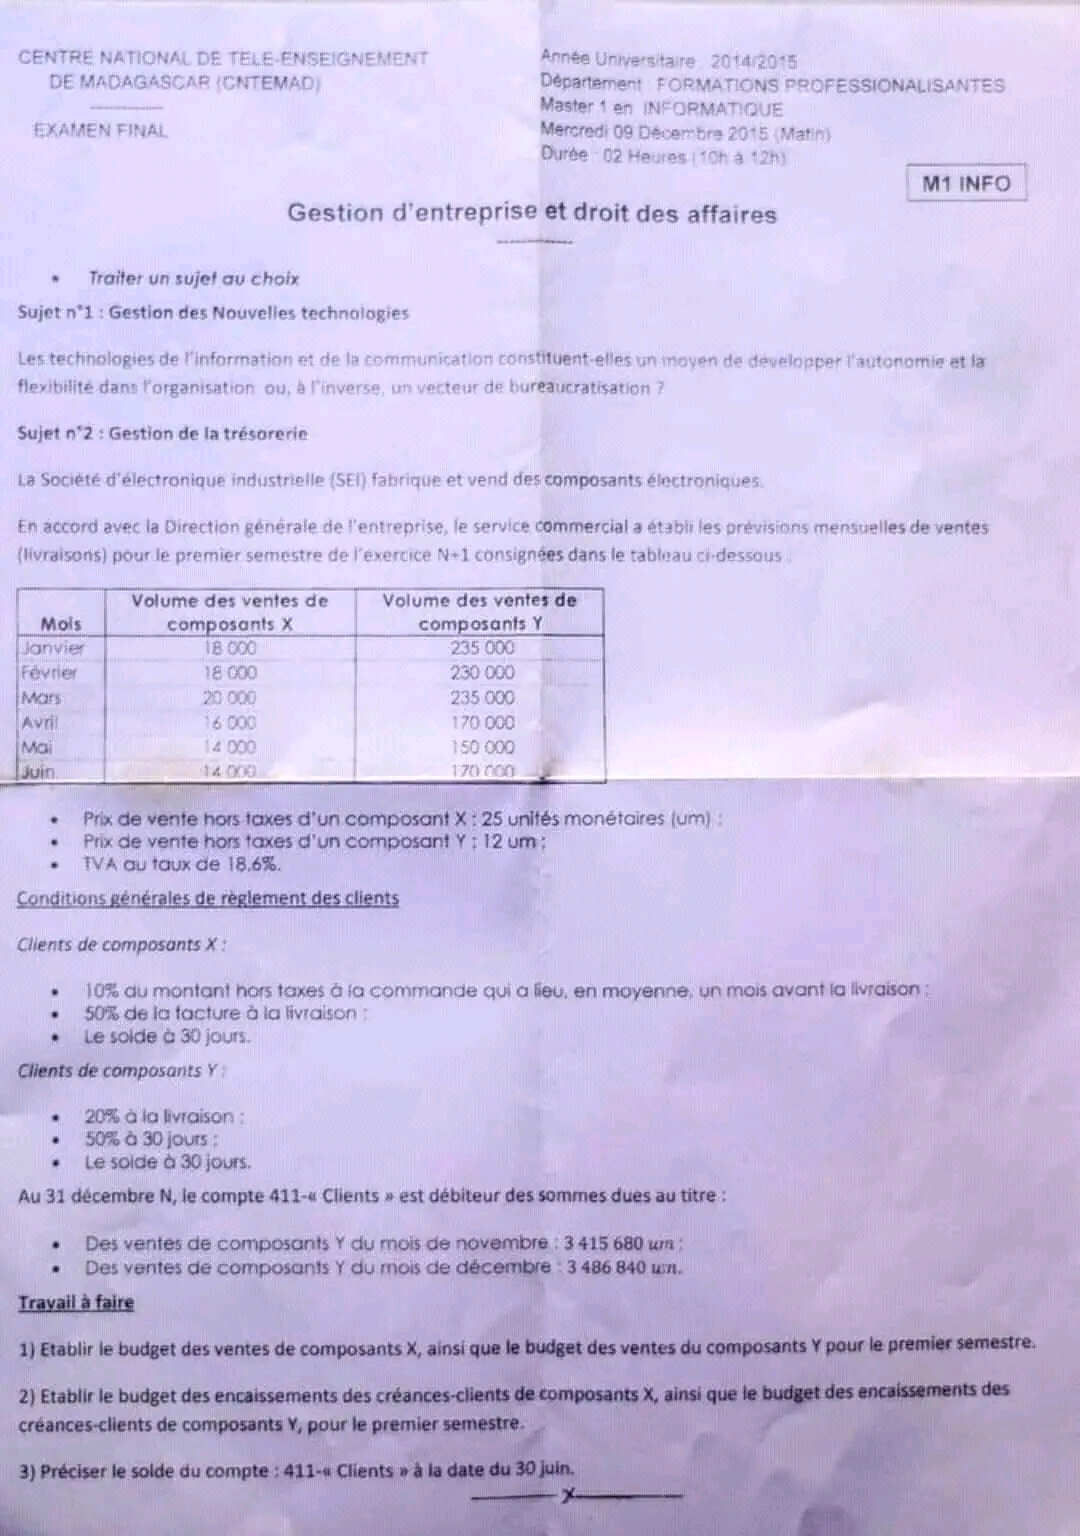 CENTRE NATIONAL DE TELE-ENSEIGNEMENT
DE MADAGASCAR (CNTEMAD)
EXAMEN FINAL
Année Universitaire 2014/2015
Département : FORMATIONS PROFESSIONALISANTES
Master 1 en INFORMATIQUE
Mercredi 09 Décembre 2015 (Matin)
Durée : 02 Heures (10h à 12h)
M1 INFO
Gestion d'entreprise et droit des affaires
• Traiter un sujet au choix
Sujet n°1 : Gestion des Nouvelles technologies
Les technologies de l'information et de la communication constituent-elles un moyen de développer l'autonomie et la
flexibilité dans l'organisation ou, à l'inverse, un vecteur de bureaucratisation ?
Sujet n°2 : Gestion de la trésorerie
La Société d'électronique industrielle (SEI) fabrique et vend des composants électroniques.
En accord avec la Direction générale de l'entreprise, le service commercial a établi les prévisions mensuelles de ventes
(livraisons) pour le premier semestre de l'exercice N+1 consignées dans le tableau ci-dessous :
Mois | Volume des ventes de composants X | Volume des ventes de composants Y
Janvier 18 000 235 000
Février 18 000 230 000
Mars 20 000 235 000
Avril 16 000 170 000
Mai 14 000 150 000
Juin 14 000 170 000
• Prix de vente hors taxes d'un composant X : 25 unités monétaires (um) ;
• Prix de vente hors taxes d'un composant Y : 12 um ;
• TVA au taux de 18,6%.
Conditions générales de règlement des clients
Clients de composants X :
• 10% du montant hors taxes à la commande qui a lieu, en moyenne, un mois avant la livraison ;
• 50% de la facture à la livraison ;
• Le solde à 30 jours.
Clients de composants Y :
• 20% à la livraison ;
• 50% à 30 jours ;
• Le solde à 30 jours.
Au 31 décembre N, le compte 411-« Clients » est débiteur des sommes dues au titre :
• Des ventes de composants Y du mois de novembre : 3 415 680 um ;
• Des ventes de composants Y du mois de décembre : 3 486 840 um.
Travail à faire
1) Etablir le budget des ventes de composants X, ainsi que le budget des ventes du composants Y pour le premier semestre.
2) Etablir le budget des encaissements des créances-clients de composants X, ainsi que le budget des encaissements des
créances-clients de composants Y, pour le premier semestre.
3) Préciser le solde du compte : 411-« Clients » à la date du 30 juin.